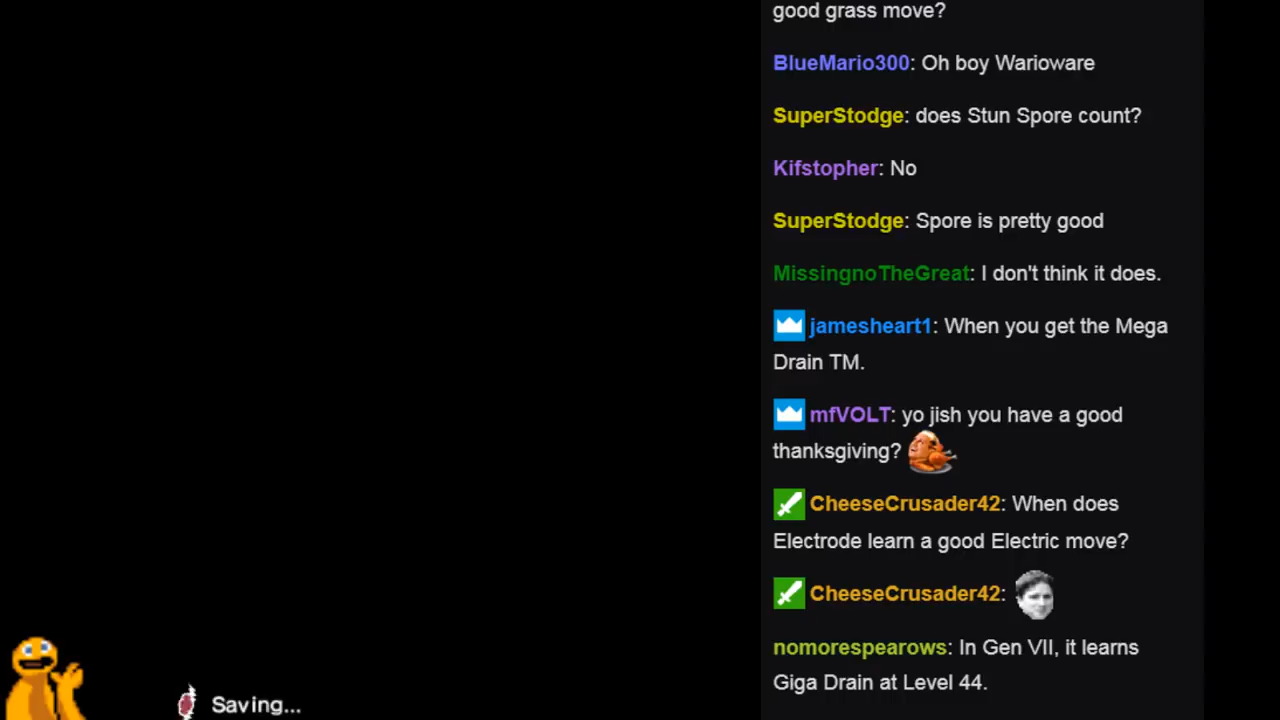 good grass move?
BlueMario300: Oh boy Warioware
SuperStodge: does Stun Spore count?
Kifstopher: No
SuperStodge: Spore is pretty good
MissingnoTheGreat: I don't think it does.
jamesheart1: When you get the Mega
Drain TM.
mfVOLT: yo jish you have a good
thanksgiving?
CheeseCrusader42: When does
Electrode learn a good Electric move?
CheeseCrusader42:
nomorespearows: In Gen VII, it learns
Giga Drain at Level 44.
Saving...